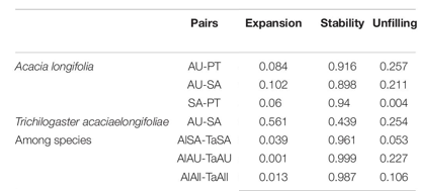 Pairs Expansion Stability Unfilling
Acacia longifolia AU-PT 0.084 0.916 0.257
AU-SA 0.102 0.898 0.211
SA-PT 0.06 0.94 0.004
Trichilogaster acaciaelongifoliae AU-SA 0.561 0.439 0.254
Among species AlSA-TaSA 0.039 0.961 0.053
AlAU-TaAU 0.001 0.999 0.227
AlAll-TaAll 0.013 0.987 0.106